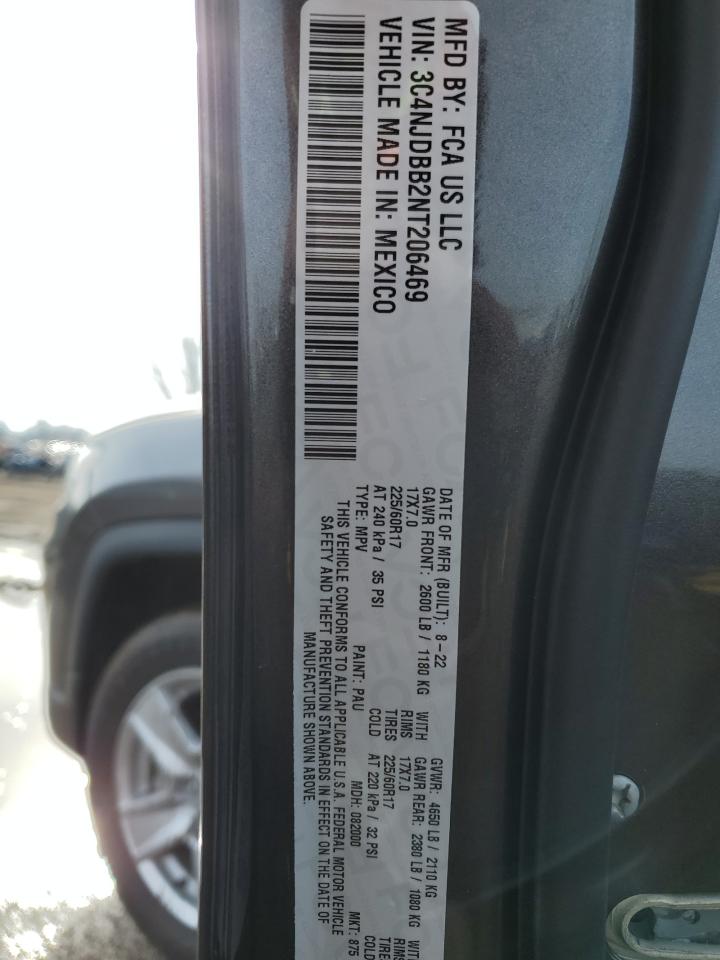 MFD BY: FCA US LLC
VIN: 3C4NJDBB2NT206469
VEHICLE MADE IN: MEXICO
DATE OF MFR (BUILT): 8-22 GVWR: 4650 LB / 2110 KG
GAWR FRONT: 2600 LB / 1180 KG WITH GAWR REAR: 2380 LB / 1080 KG WITH
17X7.0 RIMS 17X7.0 RIMS
225/60R17 TIRES 225/60R17
AT 240 kPa / 35 PSI COLD AT 220 kPa / 32 PSI COLD
TYPE: MPV PAINT: PAU MDH: 082000 MKT: 875
THIS VEHICLE CONFORMS TO ALL APPLICABLE U.S.A. FEDERAL MOTOR VEHICLE
SAFETY AND THEFT PREVENTION STANDARDS IN EFFECT ON THE DATE OF
MANUFACTURE SHOWN ABOVE.